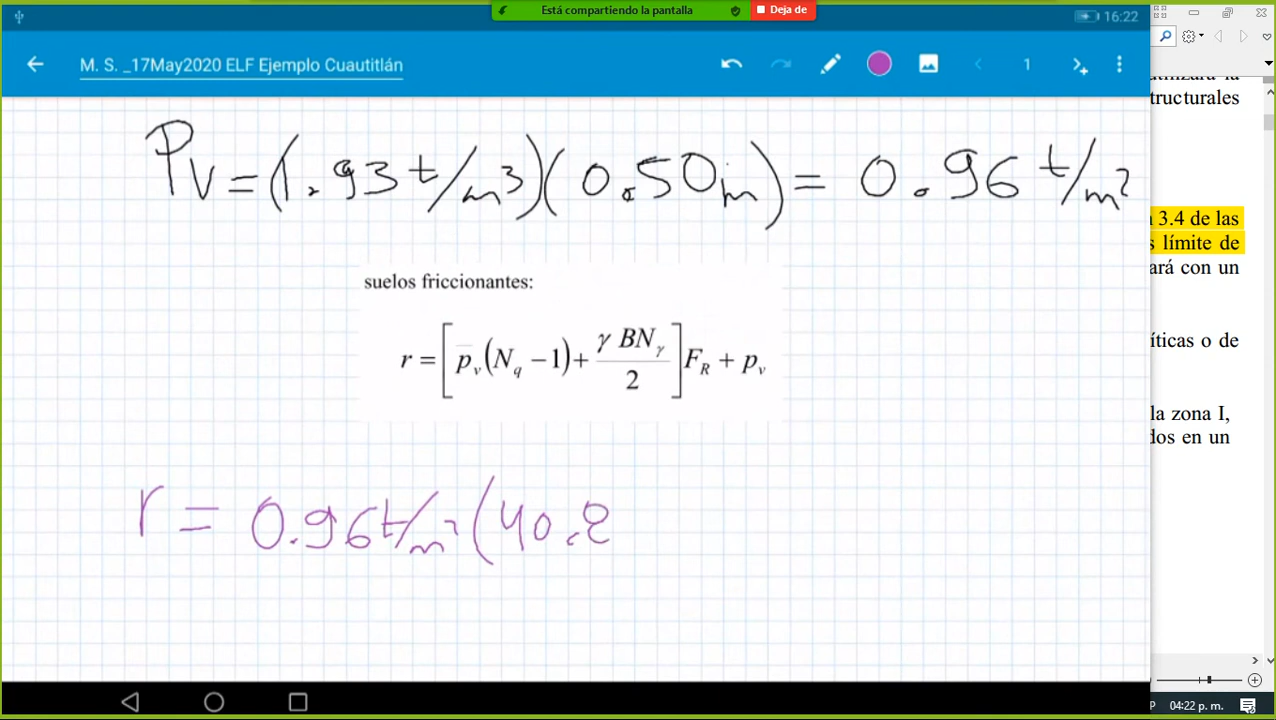 Está compartiendo la pantalla
Deja de
16:22
M. S. _17May2020 ELF Ejemplo Cuautitlán
1
tructurales
Pv = (1.93 t/m³)(0.50m) = 0.96 t/m²
n 3.4 de las
s límite de
suelos friccionantes:
ará con un
r = [p̄v (Nq − 1) + γ BNγ / 2] FR + pv
íticas o de
la zona I,
dos en un
r = 0.96 t/m² (40.8
04:22 p. m.